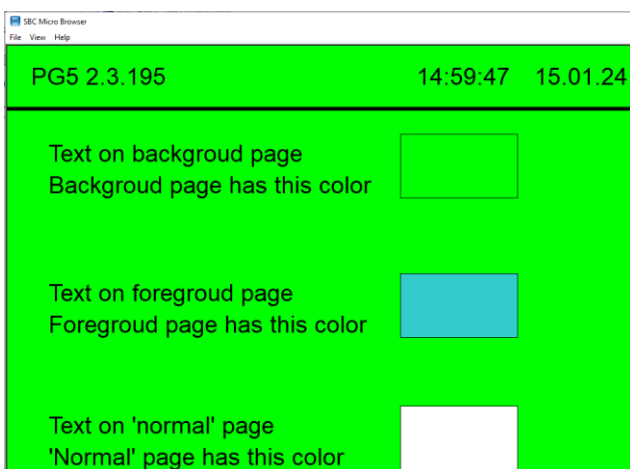 SBC Micro Browser
File View Help
PG5 2.3.195 14:59:47 15.01.24
Text on backgroud page
Backgroud page has this color
Text on foregroud page
Foregroud page has this color
Text on 'normal' page
'Normal' page has this color